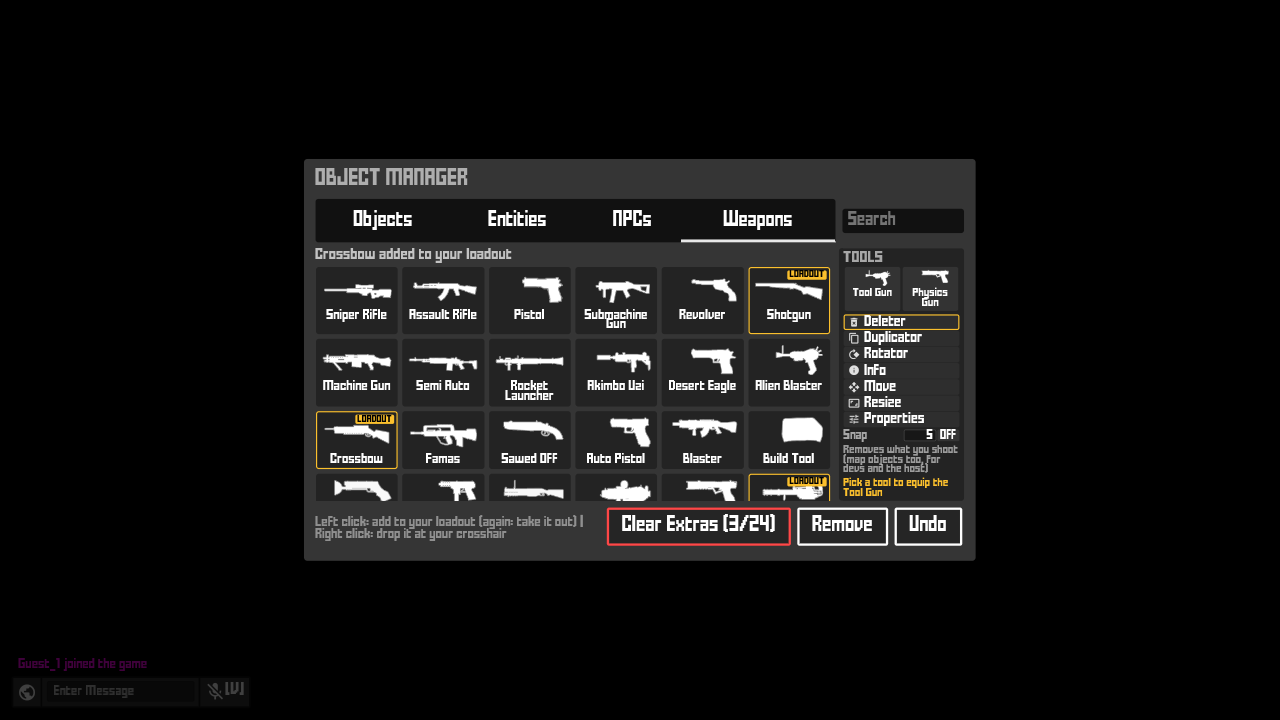 OBJECT MANAGER
Objects Entities NPCs Weapons
Search
Crossbow added to your loadout
TOOLS
LOADOUT
Sniper Rifle
Assault Rifle
Pistol
Submachine
Gun
Revolver
Shotgun
Tool Gun
Physics
Gun
Machine Gun
Semi Auto
Rocket
Launcher
Akimbo Uzi
Desert Eagle
Alien Blaster
Deleter
Duplicator
Rotator
Info
Move
Resize
Properties
LOADOUT
Crossbow
Famas
Sawed Off
Auto Pistol
Blaster
Build Tool
Snap 5 OFF
Removes what you shoot
(map objects too, for
devs and the host)
Pick a tool to equip the
Tool Gun
LOADOUT
Left click: add to your loadout (again: take it out) |
Right click: drop it at your crosshair
Clear Extras (3/24)
Remove
Undo
Guest_1 joined the game
Enter Message
[V]